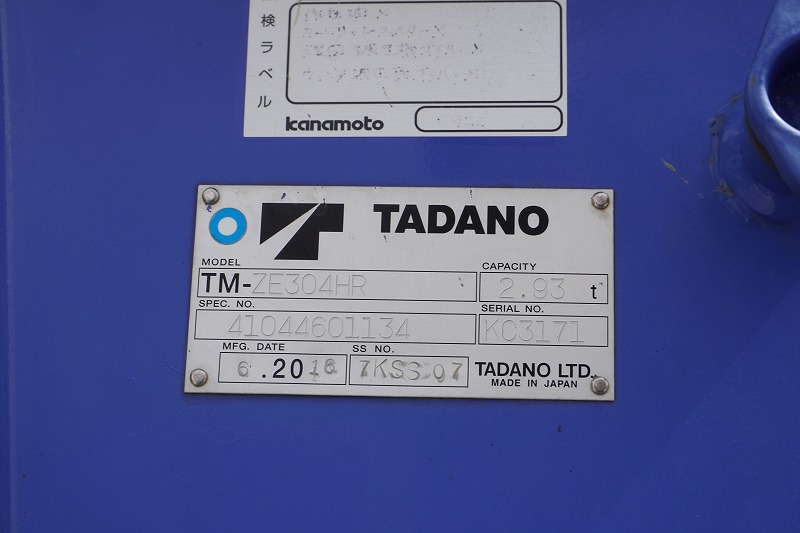 検ラベル
kanamoto
TADANO
MODEL
TM-ZE304HR
CAPACITY
2.93 t
SPEC. NO.
41044601134
SERIAL NO.
KC3171
MFG. DATE
6 .2016
SS NO.
7KSS07
TADANO LTD.
MADE IN JAPAN